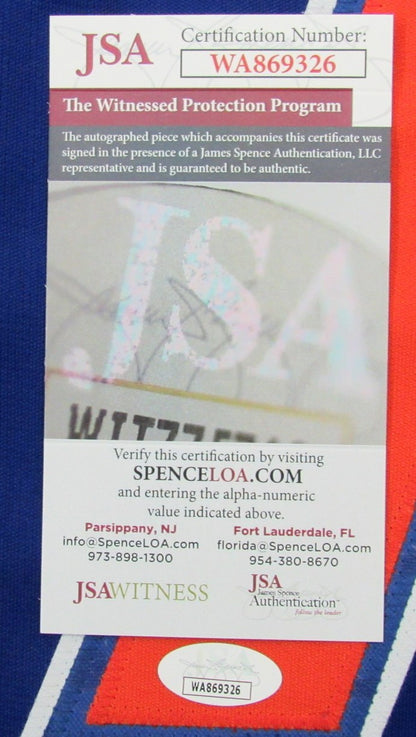 JSA
Certification Number:
WA869326
The Witnessed Protection Program
The autographed piece which accompanies this certificate was
signed in the presence of a James Spence Authentication, LLC
representative and is guaranteed to be authentic.
JSA
Verify this certification by visiting
SPENCELOA.COM
and entering the alpha-numeric
value indicated above.
Parsippany, NJ
info@SpenceLOA.com
973-898-1300
Fort Lauderdale, FL
florida@SpenceLOA.com
954-380-8670
JSAWITNESS
JSA
James Spence
Authentication
follow the leader
WA869326